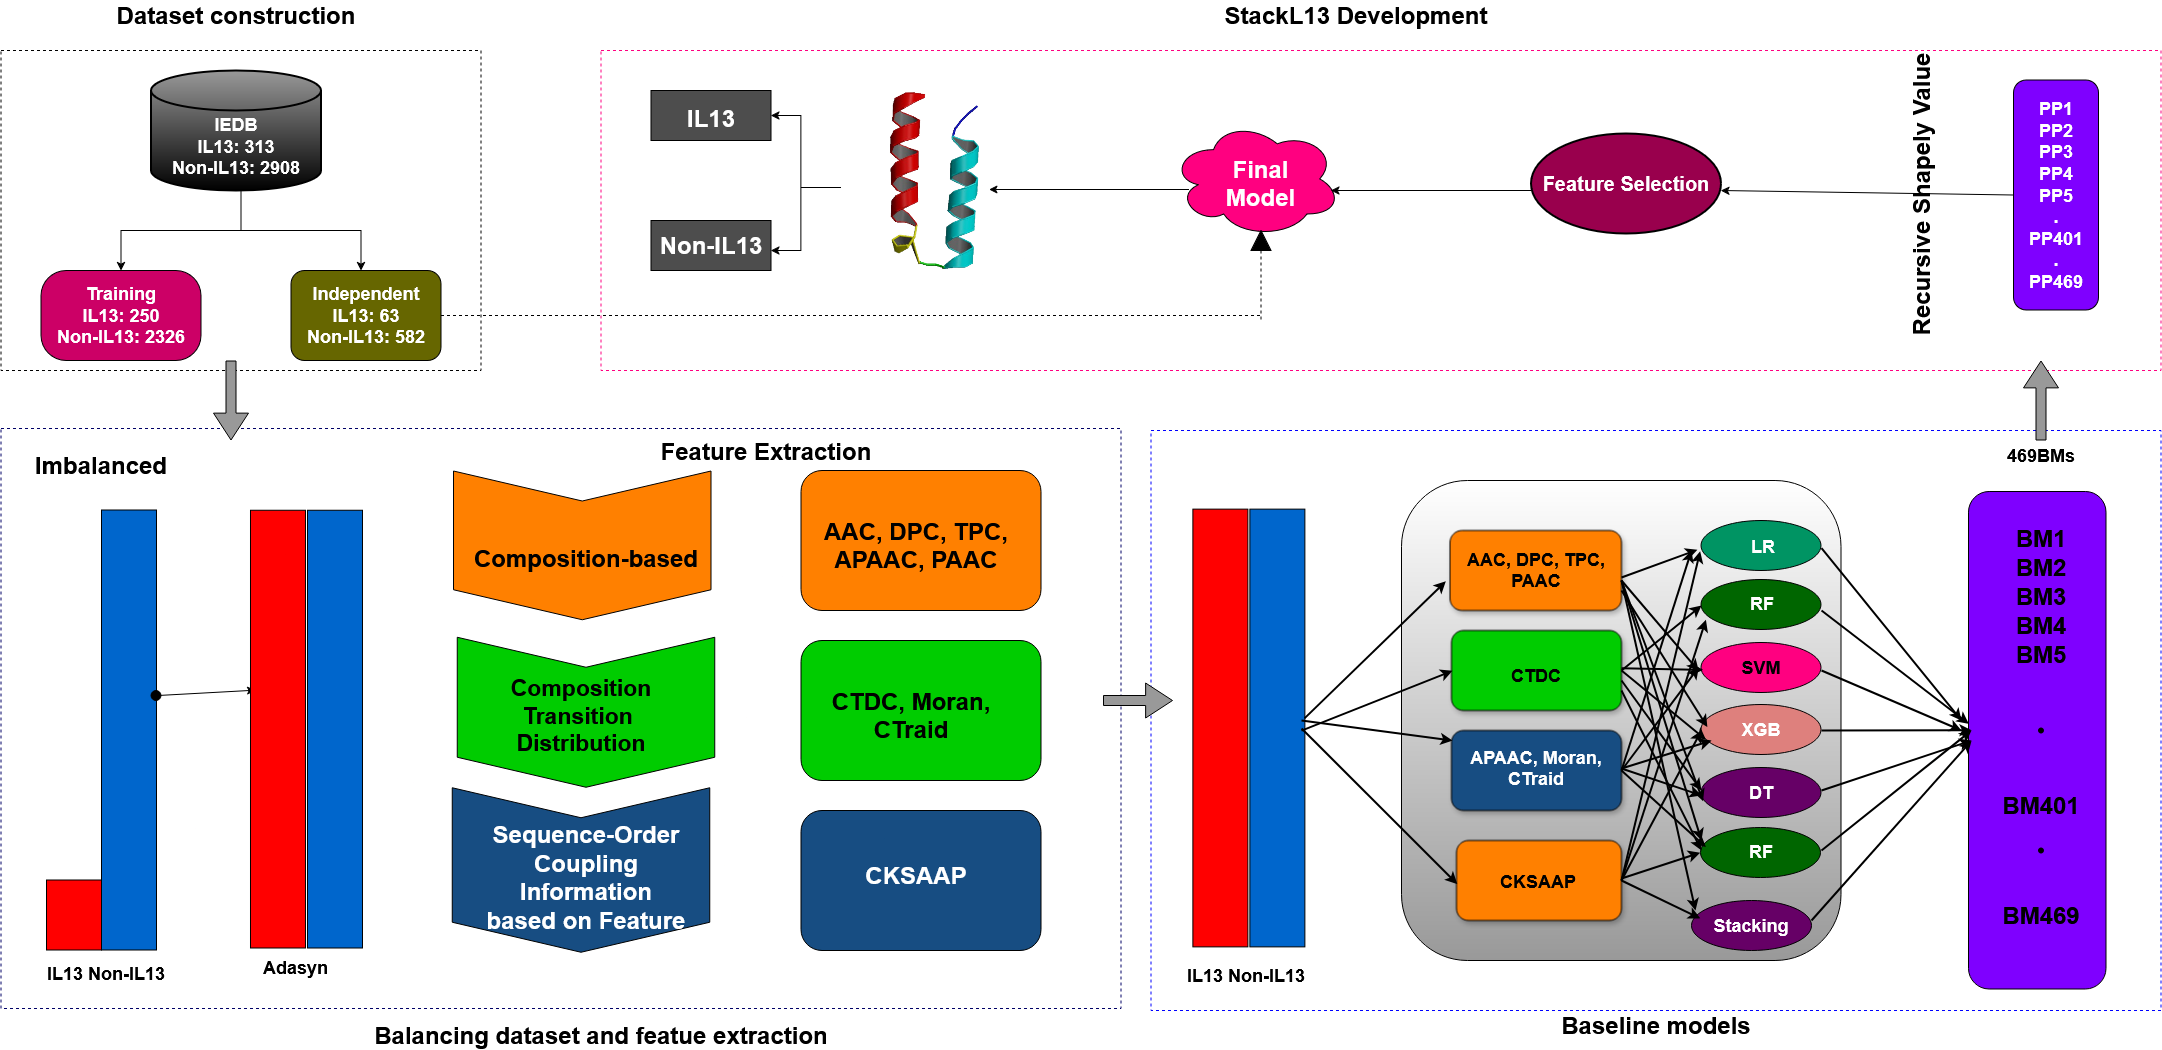 Dataset construction
IEDB
IL13: 313
Non-IL13: 2908
Training
IL13: 250
Non-IL13: 2326
Independent
IL13: 63
Non-IL13: 582
StackL13 Development
IL13
Non-IL13
Final
Model
Feature Selection
Recursive Shapely Value
PP1
PP2
PP3
PP4
PP5
.
PP401
.
PP469
Imbalanced
IL13 Non-IL13
Adasyn
Feature Extraction
Composition-based
AAC, DPC, TPC,
APAAC, PAAC
Composition
Transition
Distribution
CTDC, Moran,
CTraid
Sequence-Order
Coupling
Information
based on Feature
CKSAAP
Balancing dataset and featue extraction
IL13 Non-IL13
AAC, DPC, TPC,
PAAC
CTDC
APAAC, Moran,
CTraid
CKSAAP
LR
RF
SVM
XGB
DT
RF
Stacking
469BMs
BM1
BM2
BM3
BM4
BM5
.
BM401
.
BM469
Baseline models